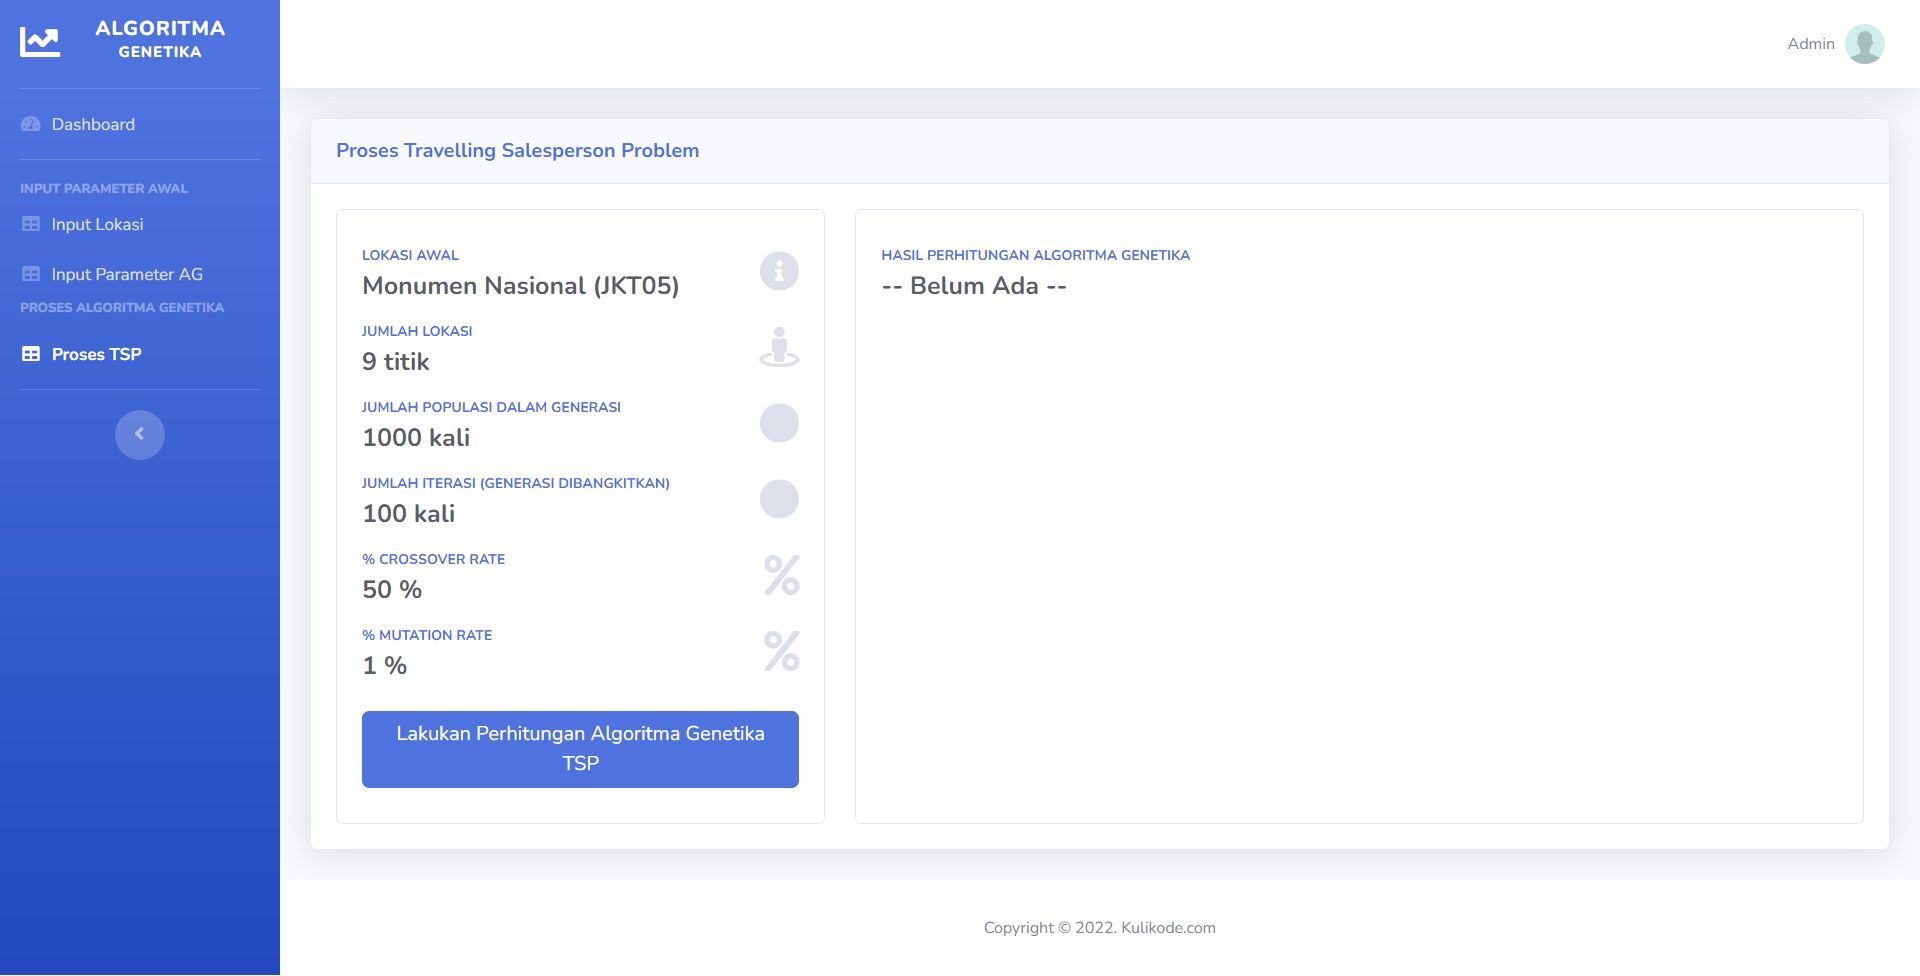 ALGORITMA
GENETIKA
Dashboard
INPUT PARAMETER AWAL
Input Lokasi
Input Parameter AG
PROSES ALGORITMA GENETIKA
Proses TSP
Admin
Proses Travelling Salesperson Problem
LOKASI AWAL
Monumen Nasional (JKT05)
JUMLAH LOKASI
9 titik
JUMLAH POPULASI DALAM GENERASI
1000 kali
JUMLAH ITERASI (GENERASI DIBANGKITKAN)
100 kali
% CROSSOVER RATE
50 %
% MUTATION RATE
1 %
Lakukan Perhitungan Algoritma Genetika
TSP
HASIL PERHITUNGAN ALGORITMA GENETIKA
-- Belum Ada --
Copyright © 2022. Kulikode.com